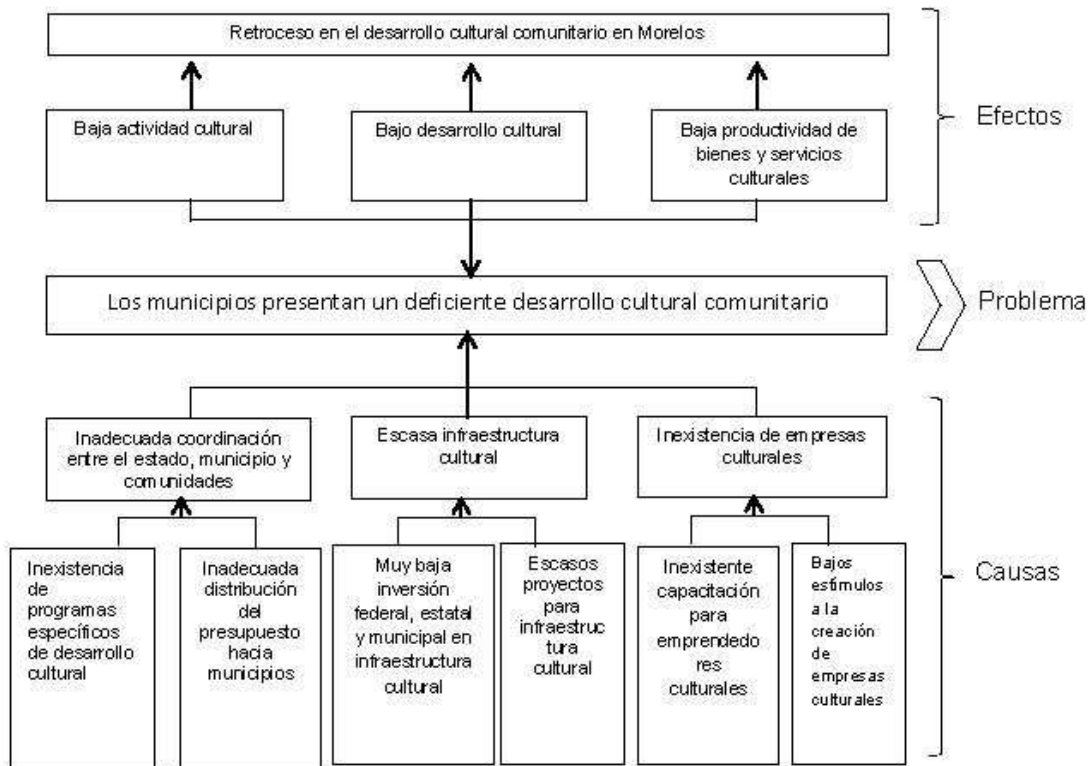 Retroceso en el desarrollo cultural comunitario en Morelos
Baja actividad cultural
Bajo desarrollo cultural
Baja productividad de
bienes y servicios
culturales
Efectos
Los municipios presentan un deficiente desarrollo cultural comunitario
Problema
Inadecuada coordinación
entre el estado, municipio y
comunidades
Escasa infraestructura
cultural
Inexistencia de empresas
culturales
Inexistencia
de
programas
específicos
de desarrollo
cultural
Inadecuada
distribución
del
presupuesto
hacia
municipios
Muy baja
inversión
federal, estatal
y municipal en
infraestructura
cultural
Escasos
proyectos
para
infraestruc
tura
cultural
Inexistente
capacitación
para
emprendedo
res
culturales
Bajos
estímulos
a la
creación
de
empresas
culturales
Causas